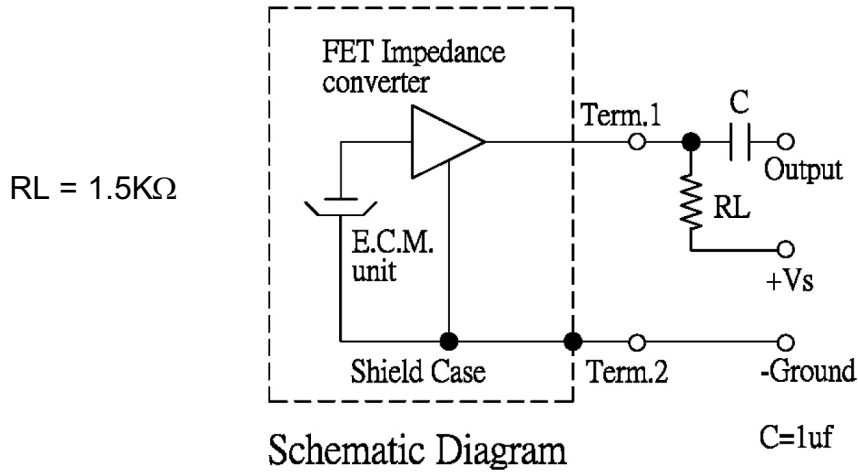 FET Impedance
converter
Term.1
C
Output
RL = 1.5KΩ
RL
E.C.M.
unit
+Vs
Shield Case
Term.2
-Ground
Schematic Diagram
C=1uf